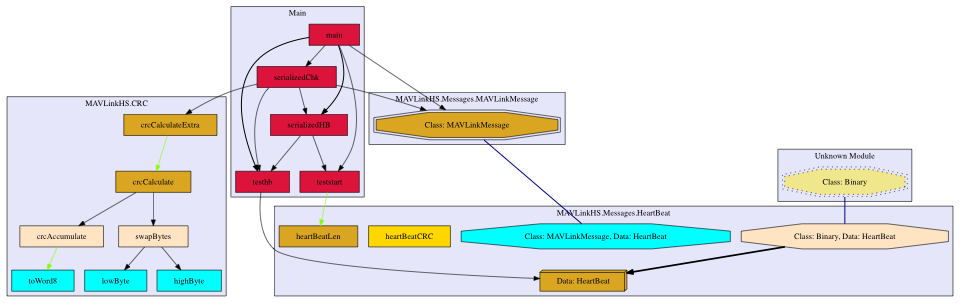 Main
main
serializedChk
MAVLinkHS.CRC
MAVLinkHS.Messages.MAVLinkMessage
crcCalculateExtra
serializedHB
Class: MAVLinkMessage
Unknown Module
crcCalculate
testhb
teststart
Class: Binary
MAVLinkHS.Messages.HeartBeat
crcAccumulate
swapBytes
heartBeatLen
heartBeatCRC
Class: MAVLinkMessage, Data: HeartBeat
Class: Binary, Data: HeartBeat
toWord8
lowByte
highByte
Data: HeartBeat